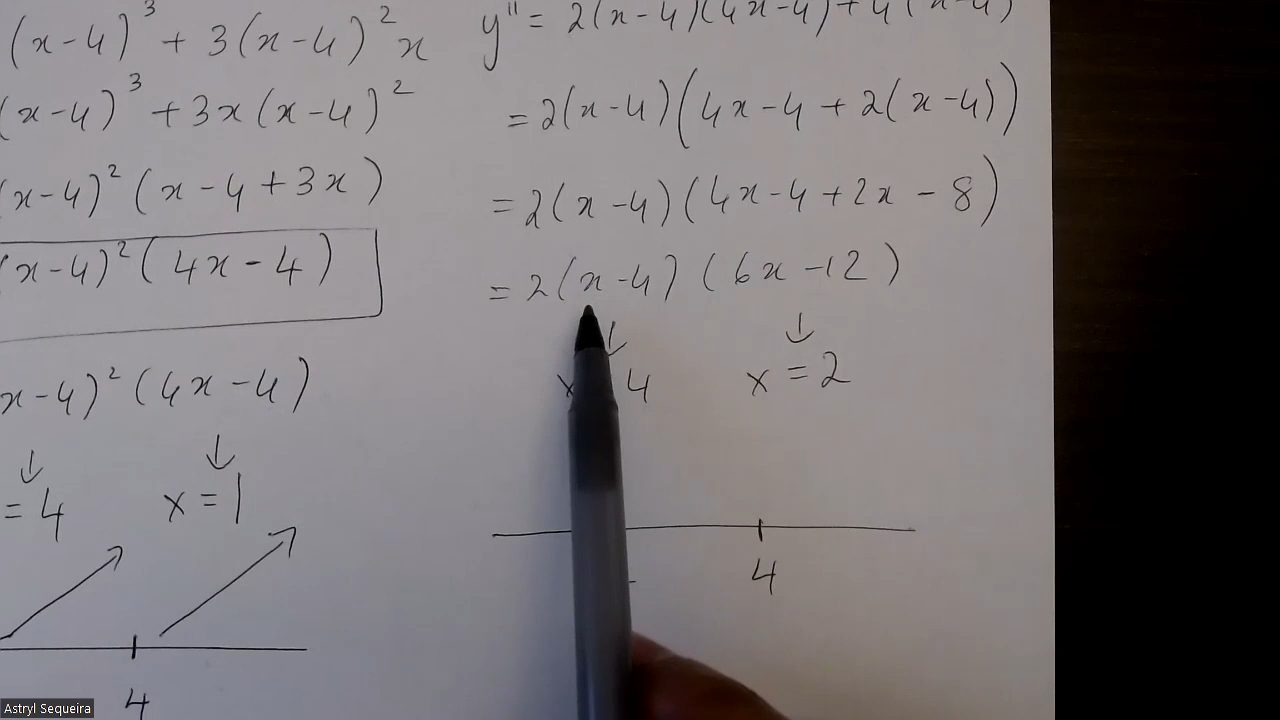 (x-4)³ + 3(x-4)²x
(x-4)³ + 3x(x-4)²
(x-4)² (x-4+3x)
(x-4)² (4x-4)
x-4)² (4x-4)
↓ ↓
= 4 x = 1
4
y'' = 2(x-4)(4x-4) + 4(x-4)
= 2(x-4)(4x-4 + 2(x-4))
= 2(x-4)(4x-4+2x-8)
= 2(x-4) (6x-12)
↓ ↓
x 4 x = 2
4
Astryl Sequeira